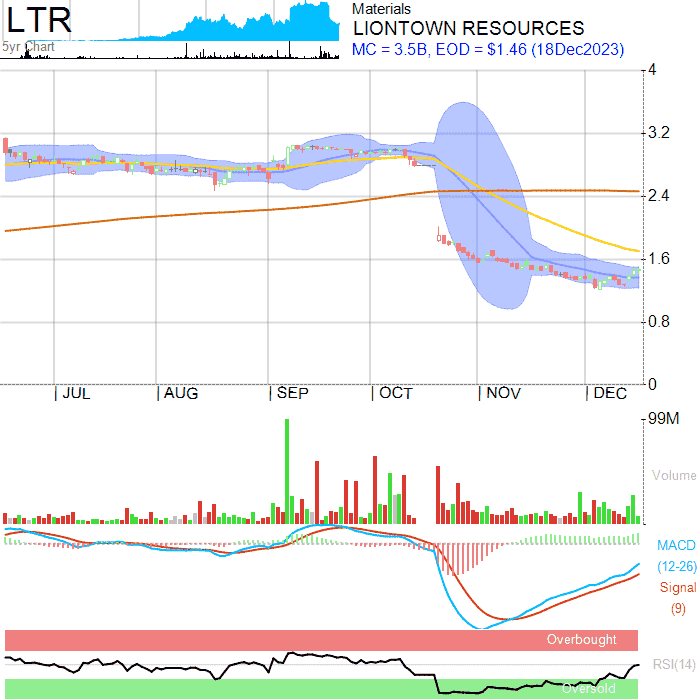 LTR
5yr Chart
Materials
LIONTOWN RESOURCES
MC = 3.5B, EOD = $1.46 (18Dec2023)
4
3.2
2.4
1.6
0.8
0
JUL
AUG
SEP
OCT
NOV
DEC
99M
Volume
MACD
(12-26)
Signal
(9)
Overbought
RSI(14)
Oversold